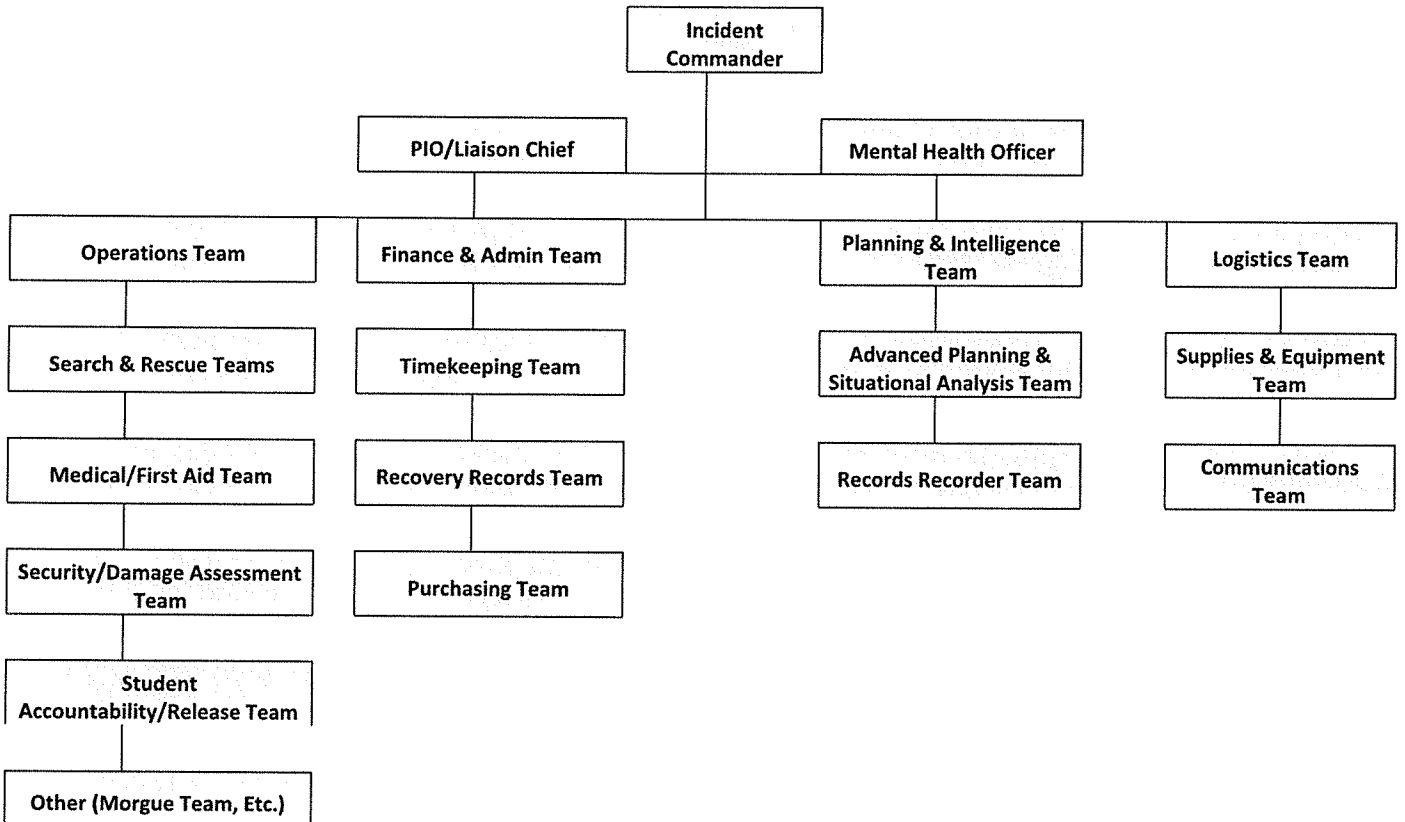 Incident
Commander
PIO/Liaison Chief
Mental Health Officer
Operations Team
Finance & Admin Team
Planning & Intelligence
Team
Logistics Team
Search & Rescue Teams
Timekeeping Team
Advanced Planning &
Situational Analysis Team
Supplies & Equipment
Team
Medical/First Aid Team
Recovery Records Team
Records Recorder Team
Communications
Team
Security/Damage Assessment
Team
Purchasing Team
Student
Accountability/Release Team
Other (Morgue Team, Etc.)